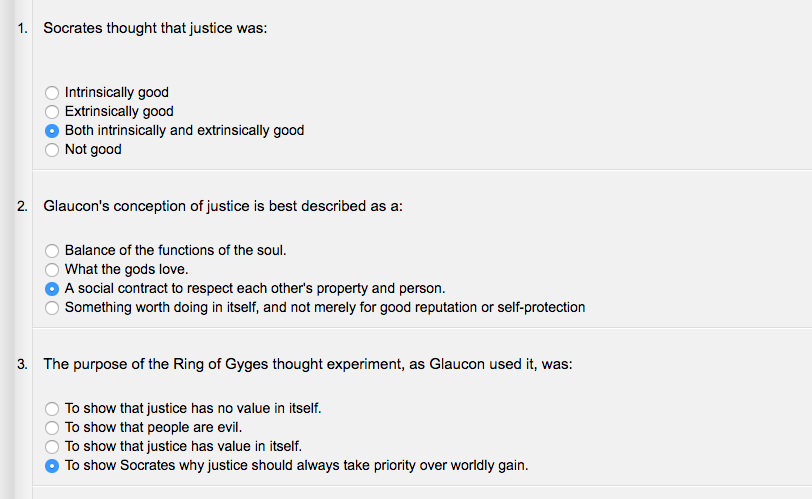 1. Socrates thought that justice was:
Intrinsically good
Extrinsically good
Both intrinsically and extrinsically good
Not good
2. Glaucon's conception of justice is best described as a:
Balance of the functions of the soul.
What the gods love.
A social contract to respect each other's property and person.
Something worth doing in itself, and not merely for good reputation or self-protection
3. The purpose of the Ring of Gyges thought experiment, as Glaucon used it, was:
To show that justice has no value in itself.
To show that people are evil.
To show that justice has value in itself.
To show Socrates why justice should always take priority over worldly gain.